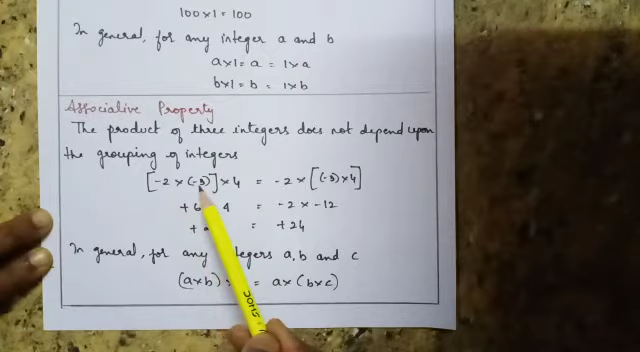 100×1 = 100
In general, for any integer a and b
a×1 = a = 1×a
b×1 = b = 1×b
Associative Property
The product of three integers does not depend upon
the grouping of integers
[-2 × (-3)] × 4 = -2 × [(-3) × 4]
+6 4 = -2 × -12
+2 = +24
In general, for any integers a, b and c
(a×b) × = a× (b×c)